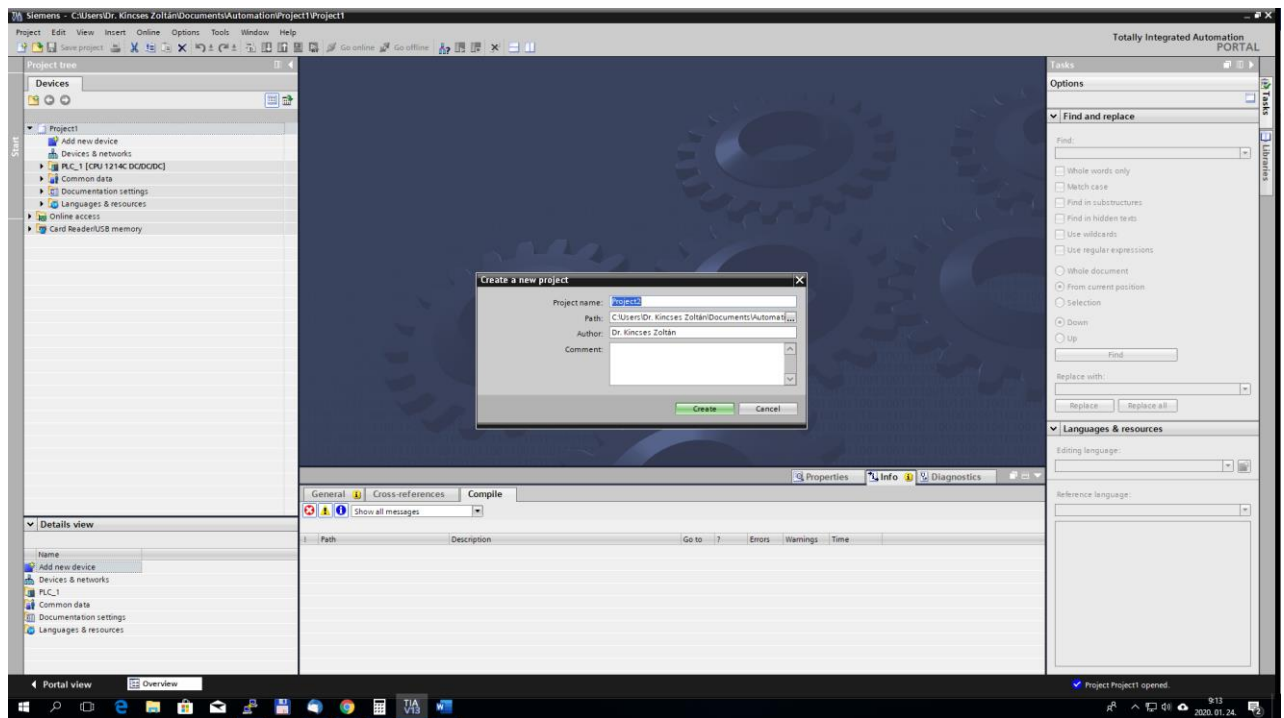 Siemens - C:\Users\Dr. Kincses Zoltán\Documents\Automation\Project1\Project1
Project Edit View Insert Online Options Tools Window Help
Totally Integrated Automation
PORTAL
Save project
Go online
Go offline
Project tree
Devices
Project1
Add new device
Devices & networks
PLC_1 [CPU 1214C DC/DC/DC]
Common data
Documentation settings
Languages & resources
Online access
Card Reader/USB memory
Start
Create a new project
Project name: Project2
Path: C:\Users\Dr. Kincses Zoltán\Documents\Automati ...
Author: Dr. Kincses Zoltán
Comment:
Create Cancel
Tasks
Options
Find and replace
Find:
Whole words only
Match case
Find in substructures
Find in hidden texts
Use wildcards
Use regular expressions
Whole document
From current position
Selection
Down
Up
Find
Replace with:
Replace Replace all
Languages & resources
Editing language:
Reference language:
Tasks
Libraries
Properties Info Diagnostics
General Cross-references Compile
Show all messages
! Path Description Go to ? Errors Warnings Time
Details view
Name
Add new device
Devices & networks
PLC_1
Common data
Documentation settings
Languages & resources
Portal view
Overview
Project Project1 opened.
TIA
V13
9:13
2020. 01. 24.
2